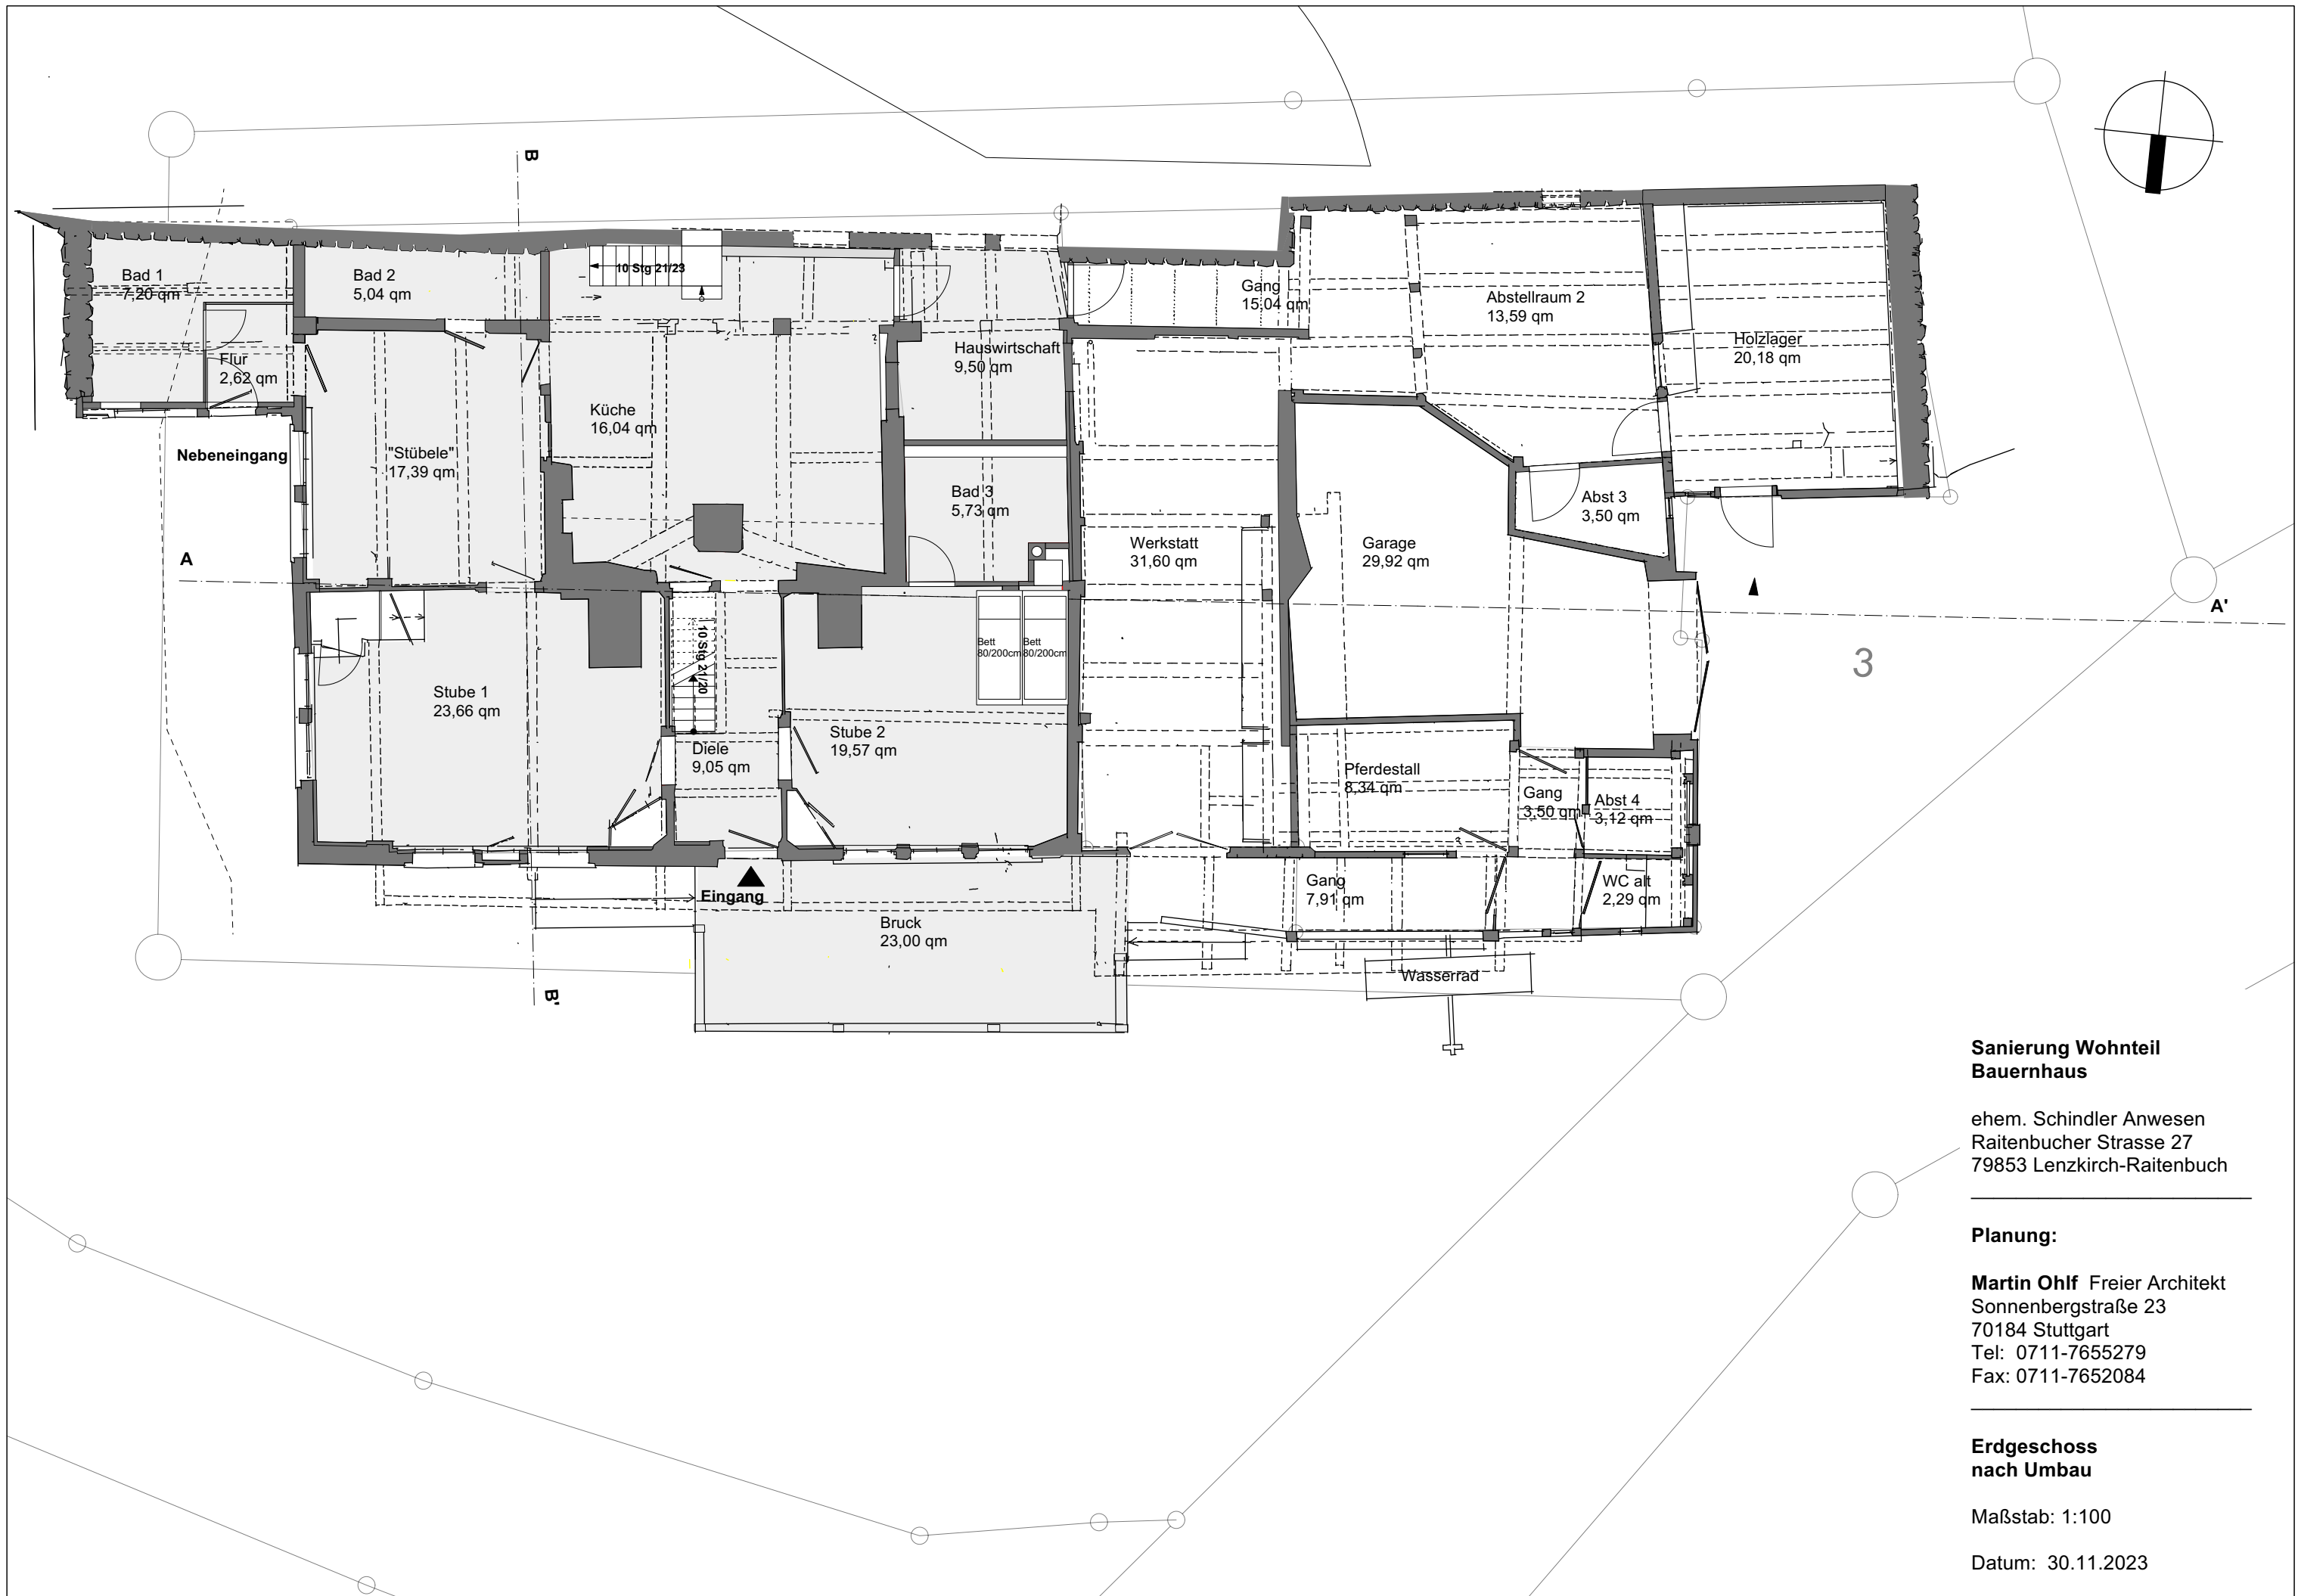 B
Bad 1
7,20 qm
Bad 2
5,04 qm
10 Stg 21/23
Gang
15,04 qm
Abstellraum 2
13,59 qm
Holzlager
20,18 qm
Flur
2,62 qm
Hauswirtschaft
9,50 qm
Küche
16,04 qm
Nebeneingang
"Stübele"
17,39 qm
Bad 3
5,73 qm
Abst 3
3,50 qm
A
Werkstatt
31,60 qm
Garage
29,92 qm
A'
3
Bett
80/200cm
Bett
80/200cm
10 Stg 21/20
Stube 1
23,66 qm
Diele
9,05 qm
Stube 2
19,57 qm
Pferdestall
8,34 qm
Gang
3,50 qm
Abst 4
3,12 qm
Eingang
Gang
7,91 qm
WC alt
2,29 qm
Bruck
23,00 qm
Wasserrad
B'
Sanierung Wohnteil
Bauernhaus
ehem. Schindler Anwesen
Raitenbucher Strasse 27
79853 Lenzkirch-Raitenbuch
Planung:
Martin Ohlf Freier Architekt
Sonnenbergstraße 23
70184 Stuttgart
Tel: 0711-7655279
Fax: 0711-7652084
Erdgeschoss
nach Umbau
Maßstab: 1:100
Datum: 30.11.2023